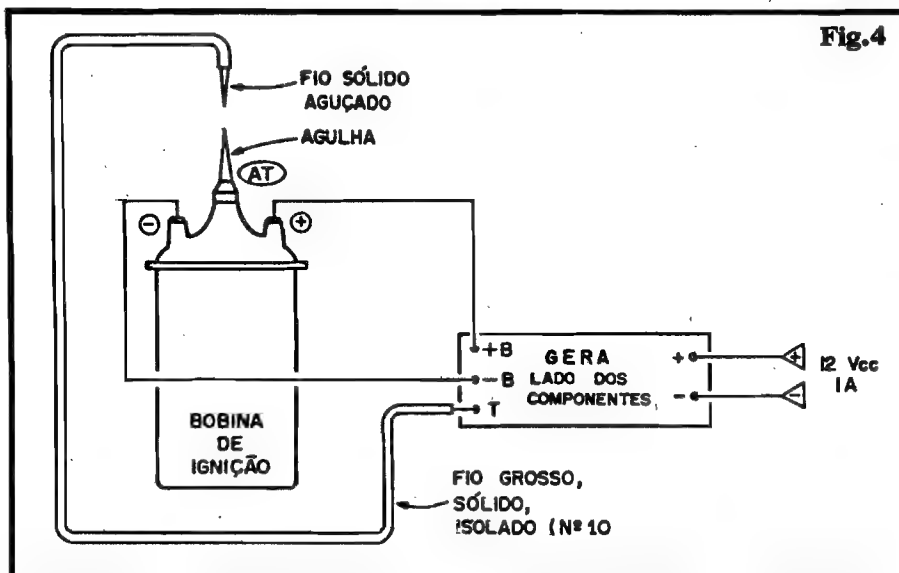 Fig.4
FIO SÓLIDO
AGUÇADO
AGULHA
AT
- +
+B
-B
T
GERA
LADO DOS
COMPONENTES
+
-
+
-
12 Vcc
1A
BOBINA
DE
IGNIÇÃO
FIO GROSSO,
SÓLIDO,
ISOLADO (Nº 10